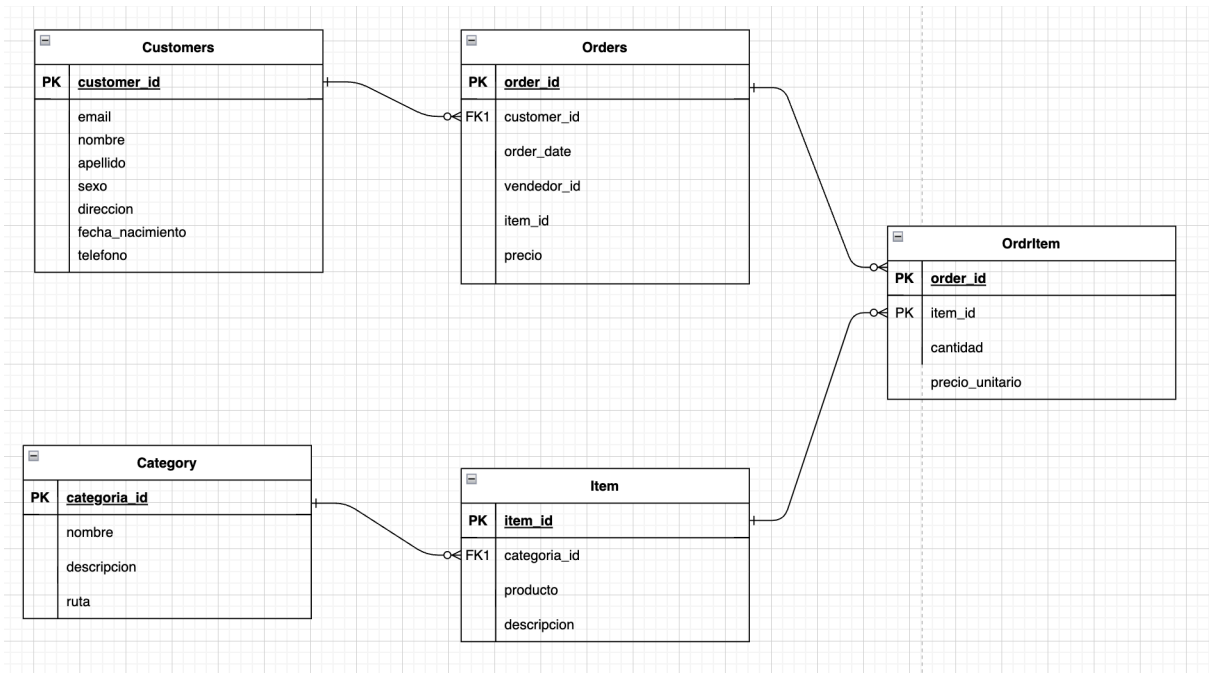 Customers
PK customer_id
email
nombre
apellido
sexo
direccion
fecha_nacimiento
telefono
Orders
PK order_id
FK1 customer_id
order_date
vendedor_id
item_id
precio
OrdrItem
PK order_id
PK item_id
cantidad
precio_unitario
Category
PK categoria_id
nombre
descripcion
ruta
Item
PK item_id
FK1 categoria_id
producto
descripcion